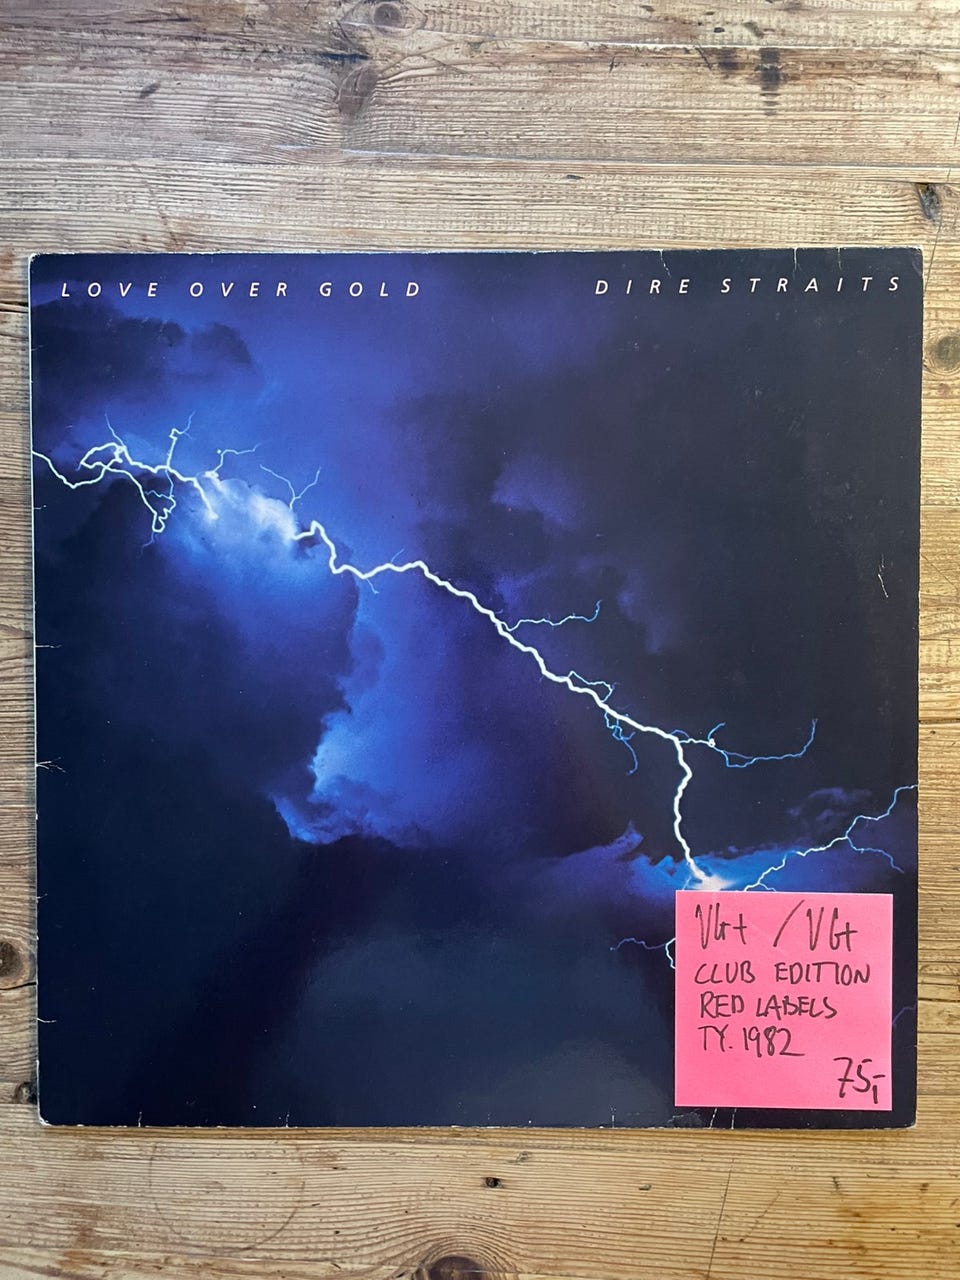 LOVE OVER GOLD DIRE STRAITS
VG+ / VG+
CLUB EDITION
RED LABELS
TY. 1982
75,-